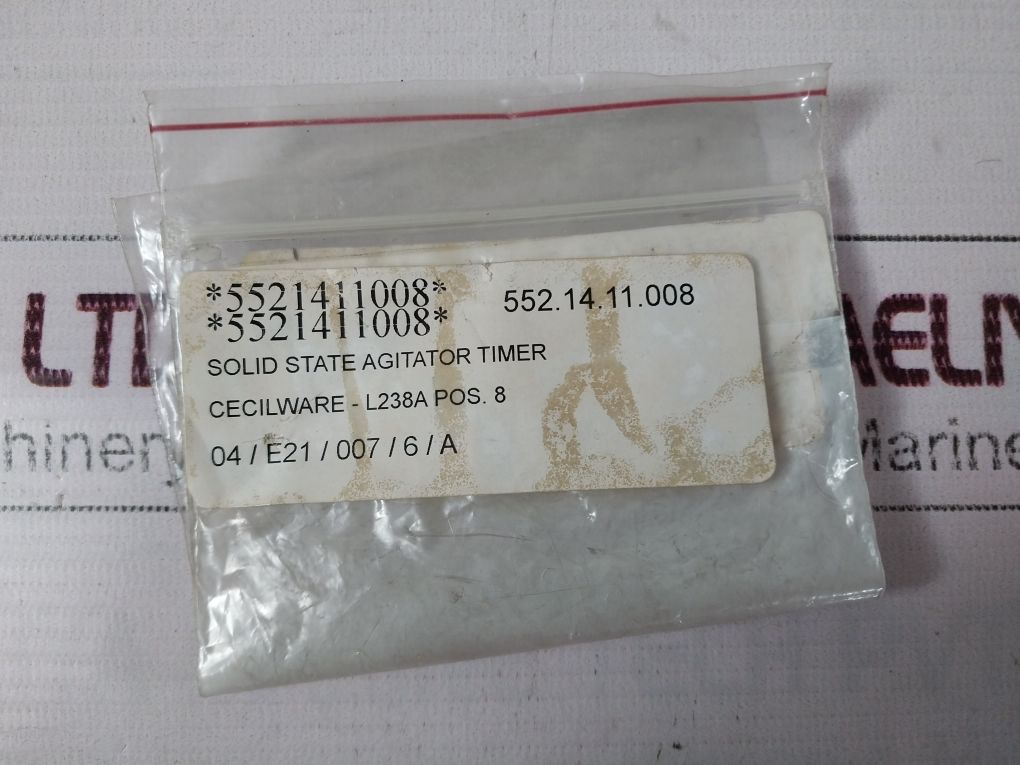 *5521411008* 552.14.11.008
*5521411008*
SOLID STATE AGITATOR TIMER
CECILWARE - L238A POS. 8
04 / E21 / 007 / 6 / A